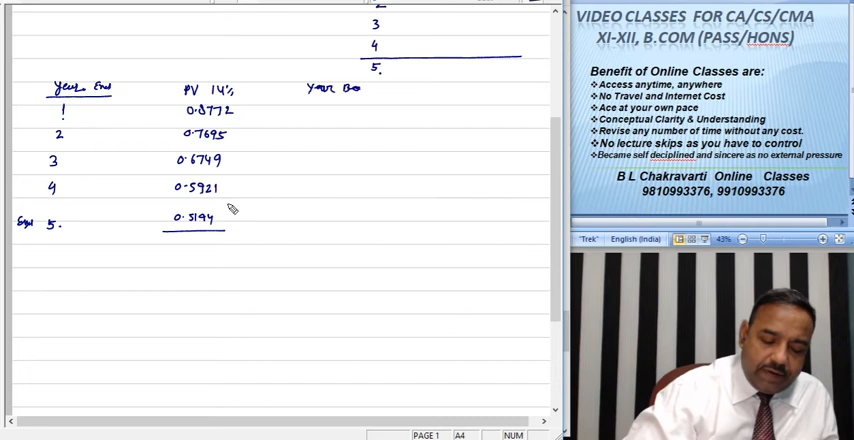 2
3
4
5.
Year End PV 14% Year Be
1 0.8772
2 0.7695
3 0.6749
4 0.5921
5. 0.5194
VIDEO CLASSES FOR CA/CS/CMA
XI-XII, B.COM (PASS/HONS)
Benefit of Online Classes are:
❖Access anytime, anywhere
❖No Travel and Internet Cost
❖Ace at your own pace
❖Conceptual Clarity & Understanding
❖Revise any number of time without any cost.
❖No lecture skips as you have to control
❖Became self deciplined and sincere as no external pressure
B L Chakravarti Online Classes
9810993376, 9910993376
"Trek" English (India) 43%
PAGE 1 A4 NUM